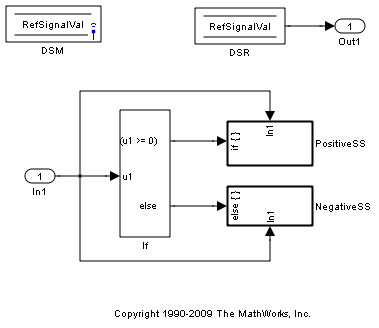 RefSignalVal
DSM
RefSignalVal
DSR
1
Out1
(u1 >= 0)
u1
else
If
if { }
In1
PositiveSS
else { }
In1
NegativeSS
1
In1
Copyright 1990-2009 The MathWorks, Inc.